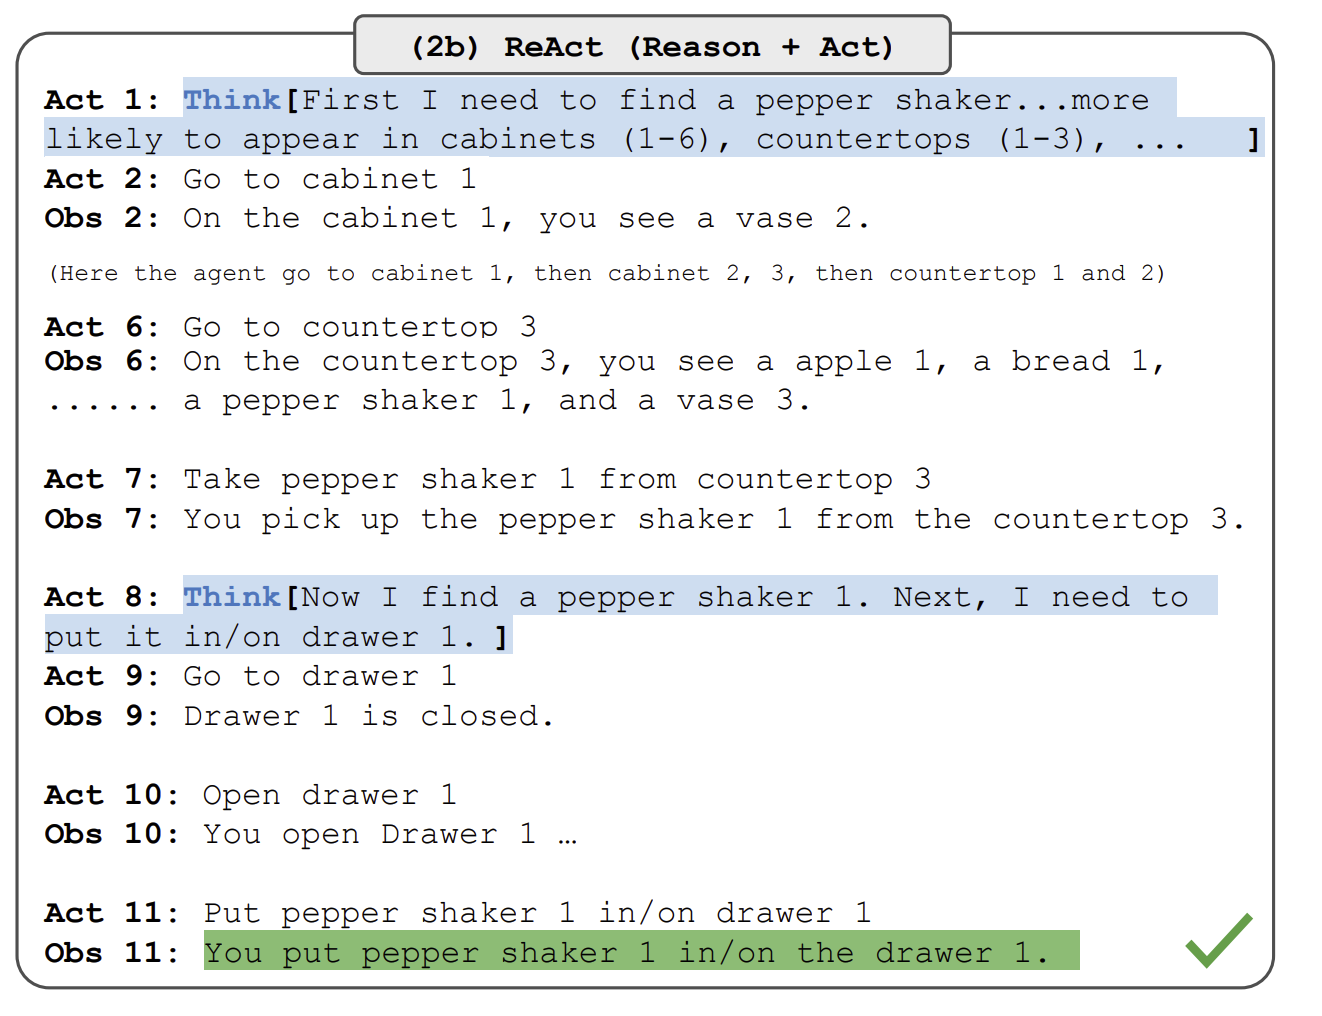 (2b) ReAct (Reason + Act)
Act 1: Think[First I need to find a pepper shaker...more
likely to appear in cabinets (1-6), countertops (1-3), ... ]
Act 2: Go to cabinet 1
Obs 2: On the cabinet 1, you see a vase 2.
(Here the agent go to cabinet 1, then cabinet 2, 3, then countertop 1 and 2)
Act 6: Go to countertop 3
Obs 6: On the countertop 3, you see a apple 1, a bread 1,
...... a pepper shaker 1, and a vase 3.
Act 7: Take pepper shaker 1 from countertop 3
Obs 7: You pick up the pepper shaker 1 from the countertop 3.
Act 8: Think[Now I find a pepper shaker 1. Next, I need to
put it in/on drawer 1. ]
Act 9: Go to drawer 1
Obs 9: Drawer 1 is closed.
Act 10: Open drawer 1
Obs 10: You open Drawer 1 …
Act 11: Put pepper shaker 1 in/on drawer 1
Obs 11: You put pepper shaker 1 in/on the drawer 1.